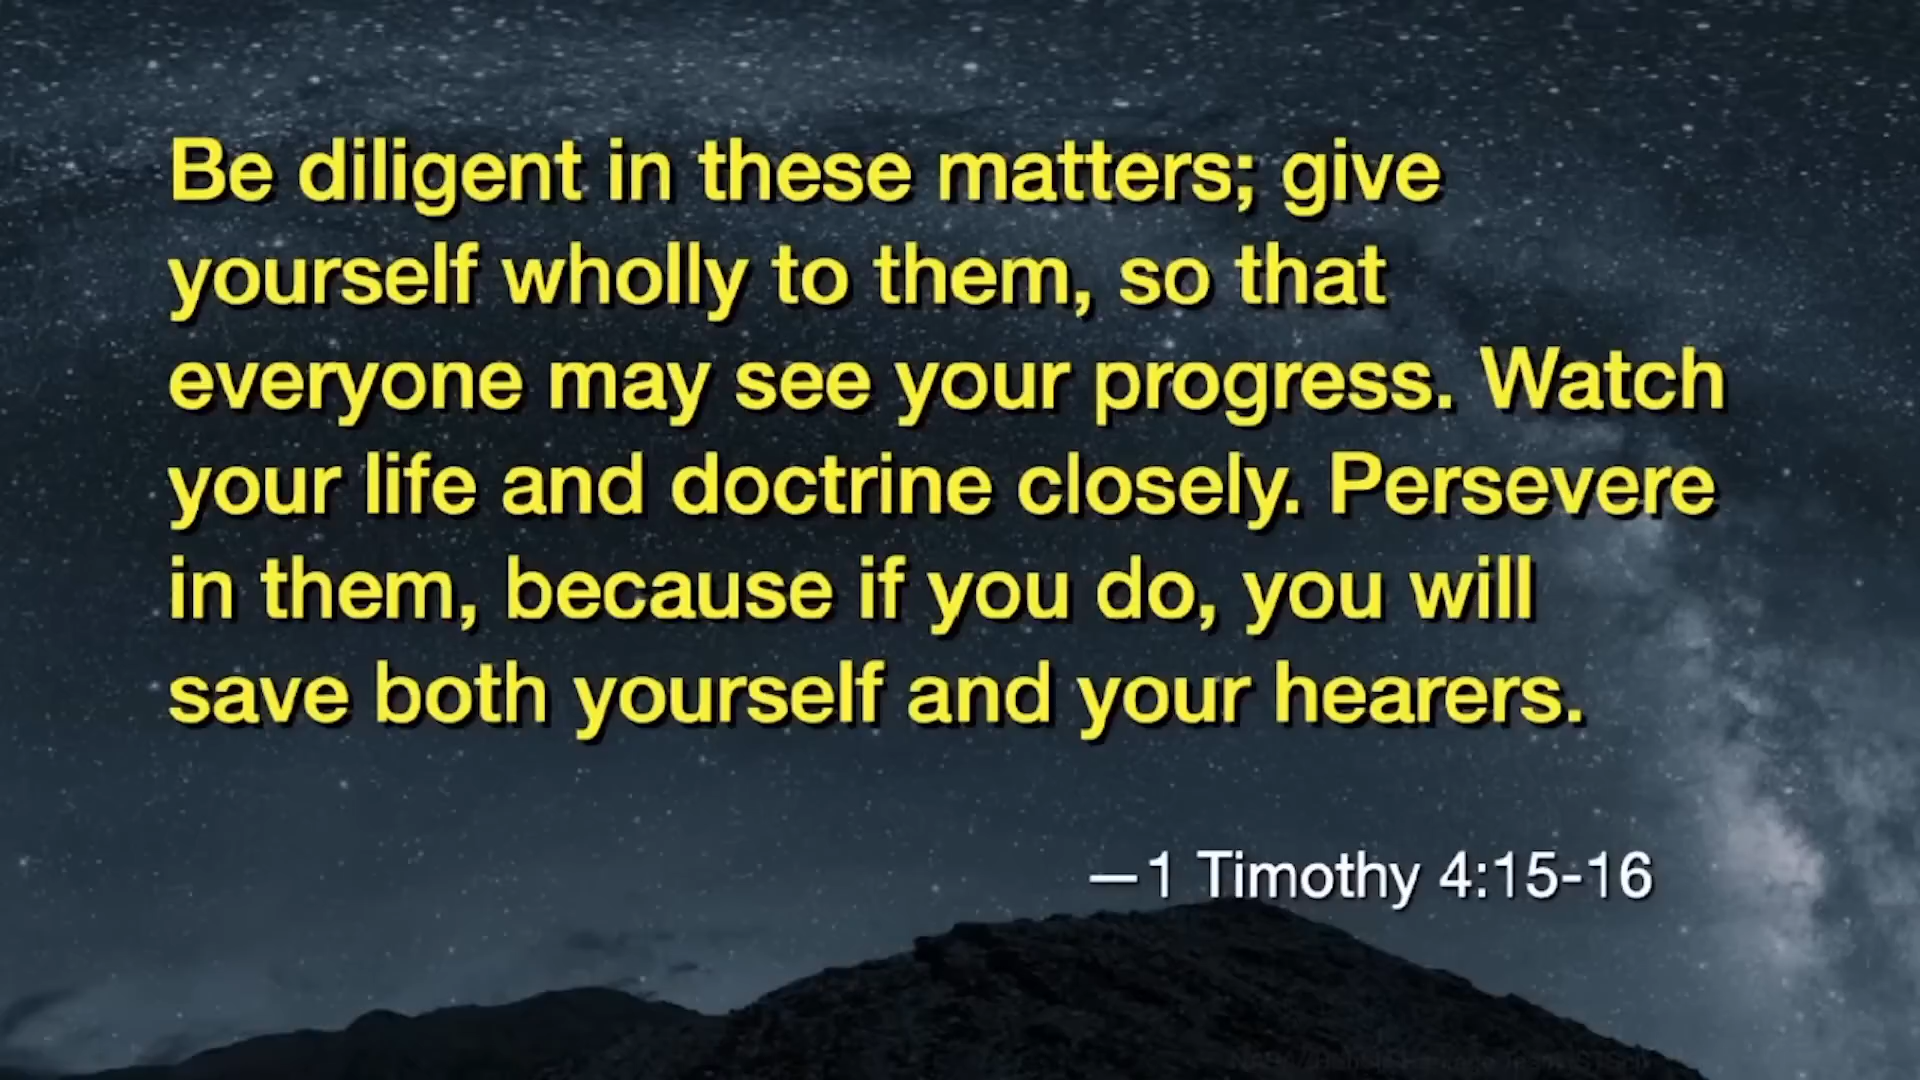 Be diligent in these matters; give
yourself wholly to them, so that
everyone may see your progress. Watch
your life and doctrine closely. Persevere
in them, because if you do, you will
save both yourself and your hearers.
—1 Timothy 4:15-16